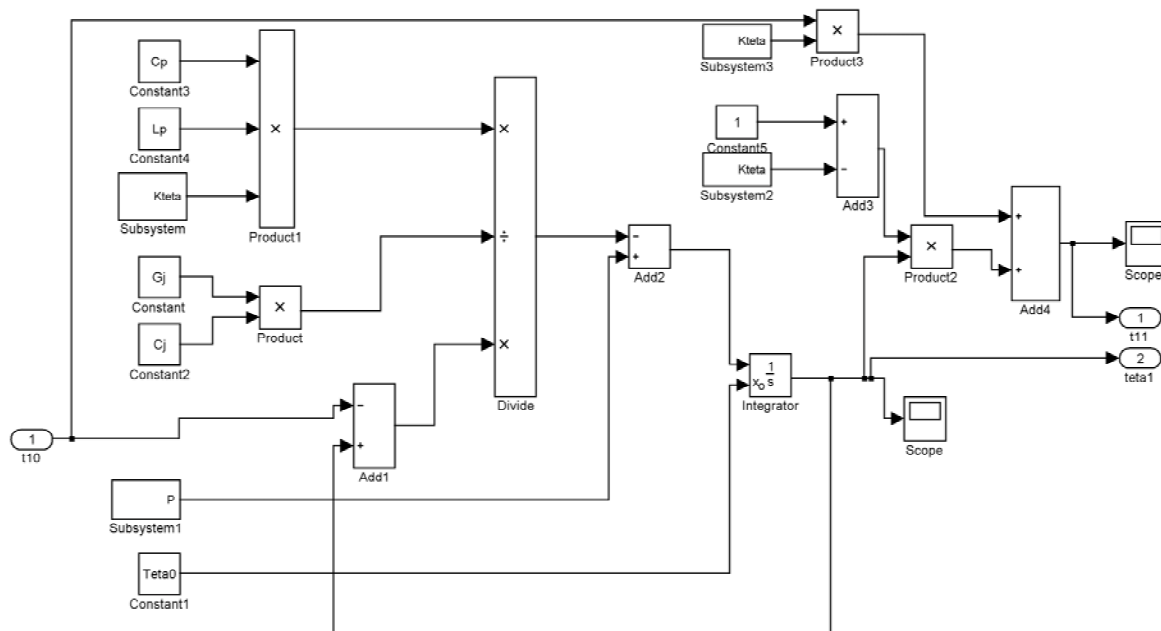 Cp
Constant3
Lp
Constant4
Kteta
Subsystem
×
Product1
Gj
Constant
Cj
Constant2
×
Product
×
÷
×
Divide
1
t10
−
+
Add1
P
Subsystem1
Teta0
Constant1
−
+
Add2
1
s
xo
Integrator
Kteta
Subsystem3
×
Product3
1
Constant5
Kteta
Subsystem2
+
−
Add3
×
Product2
+
+
Add4
Scope
1
t11
2
teta1
Scope